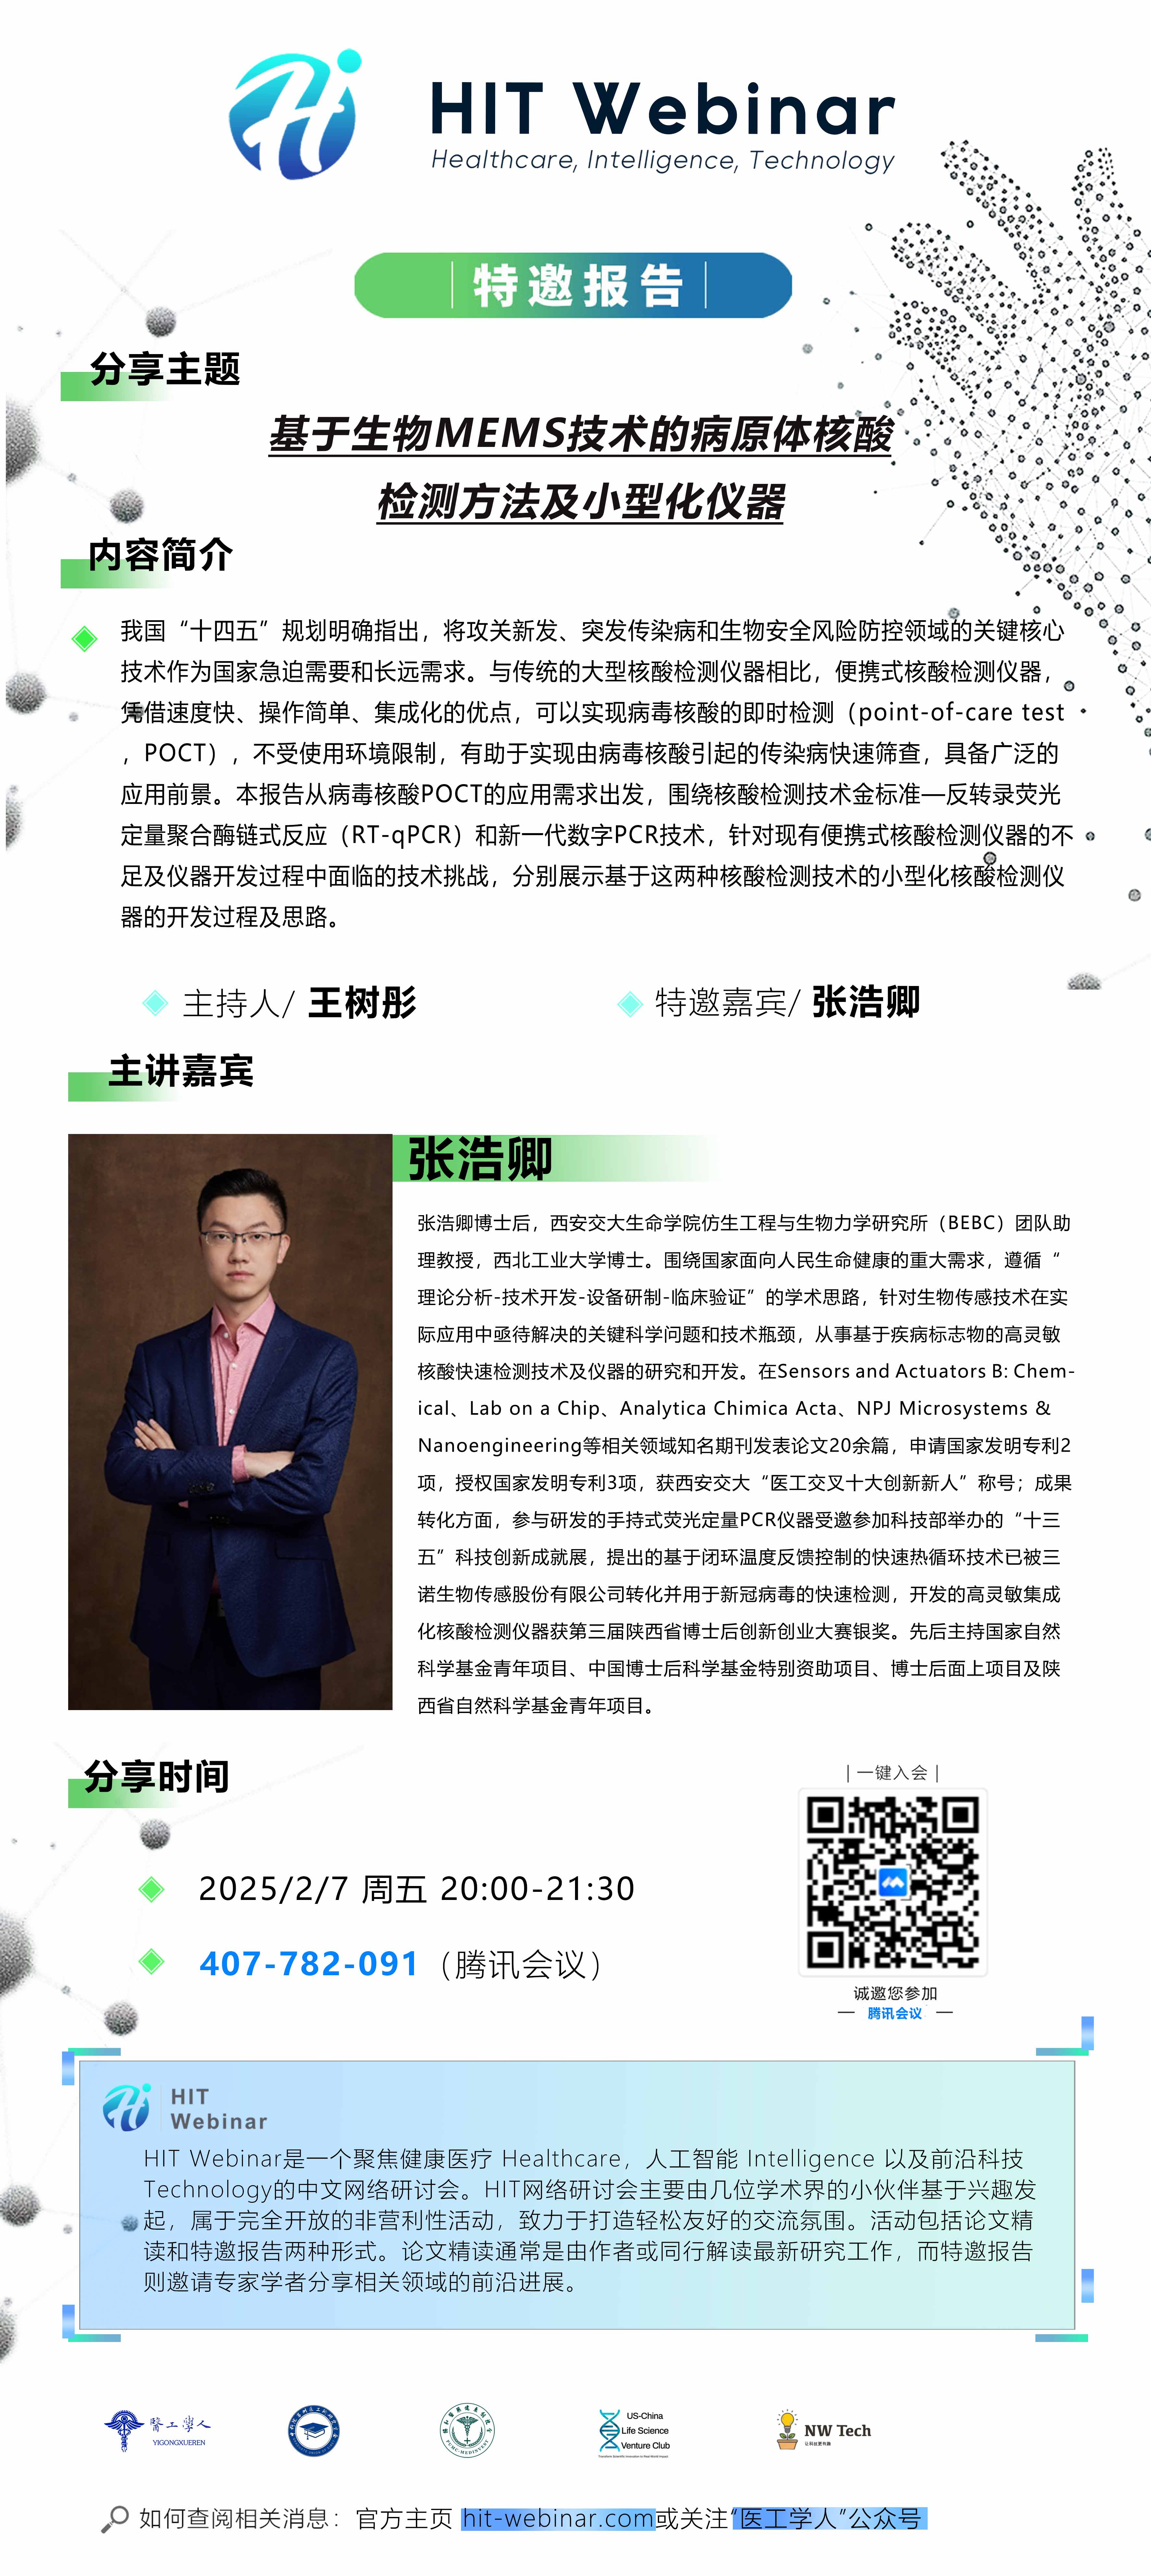 HIT Webinar
Healthcare, Intelligence, Technology
特邀报告
分享主题
基于生物MEMS技术的病原体核酸
检测方法及小型化仪器
内容简介
我国“十四五”规划明确指出，将攻关新发、突发传染病和生物安全风险防控领域的关键核心
技术作为国家急迫需要和长远需求。与传统的大型核酸检测仪器相比，便携式核酸检测仪器，
凭借速度快、操作简单、集成化的优点，可以实现病毒核酸的即时检测（point-of-care test
，POCT），不受使用环境限制，有助于实现由病毒核酸引起的传染病快速筛查，具备广泛的
应用前景。本报告从病毒核酸POCT的应用需求出发，围绕核酸检测技术金标准—反转录荧光
定量聚合酶链式反应（RT-qPCR）和新一代数字PCR技术，针对现有便携式核酸检测仪器的不
足及仪器开发过程中面临的技术挑战，分别展示基于这两种核酸检测技术的小型化核酸检测仪
器的开发过程及思路。
主持人/ 王树彤
特邀嘉宾/ 张浩卿
主讲嘉宾
张浩卿
张浩卿博士后，西安交大生命学院仿生工程与生物力学研究所（BEBC）团队助
理教授，西北工业大学博士。围绕国家面向人民生命健康的重大需求，遵循“
理论分析-技术开发-设备研制-临床验证”的学术思路，针对生物传感技术在实
际应用中亟待解决的关键科学问题和技术瓶颈，从事基于疾病标志物的高灵敏
核酸快速检测技术及仪器的研究和开发。在Sensors and Actuators B: Chem-
ical、Lab on a Chip、Analytica Chimica Acta、NPJ Microsystems &
Nanoengineering等相关领域知名期刊发表论文20余篇，申请国家发明专利2
项，授权国家发明专利3项，获西安交大“医工交叉十大创新新人”称号；成果
转化方面，参与研发的手持式荧光定量PCR仪器受邀参加科技部举办的“十三
五”科技创新成就展，提出的基于闭环温度反馈控制的快速热循环技术已被三
诺生物传感股份有限公司转化并用于新冠病毒的快速检测，开发的高灵敏集成
化核酸检测仪器获第三届陕西省博士后创新创业大赛银奖。先后主持国家自然
科学基金青年项目、中国博士后科学基金特别资助项目、博士后面上项目及陕
西省自然科学基金青年项目。
分享时间
2025/2/7 周五 20:00-21:30
407-782-091（腾讯会议）
| 一键入会 |
诚邀您参加
腾讯会议
HIT
Webinar
HIT Webinar是一个聚焦健康医疗 Healthcare，人工智能 Intelligence 以及前沿科技
Technology的中文网络研讨会。HIT网络研讨会主要由几位学术界的小伙伴基于兴趣发
起，属于完全开放的非营利性活动，致力于打造轻松友好的交流氛围。活动包括论文精
读和特邀报告两种形式。论文精读通常是由作者或同行解读最新研究工作，而特邀报告
则邀请专家学者分享相关领域的前沿进展。
醫工学人
YIGONGXUEREN
US-China
Life Science
Venture Club
NW Tech
如何查阅相关消息：官方主页 hit-webinar.com或关注“医工学人”公众号